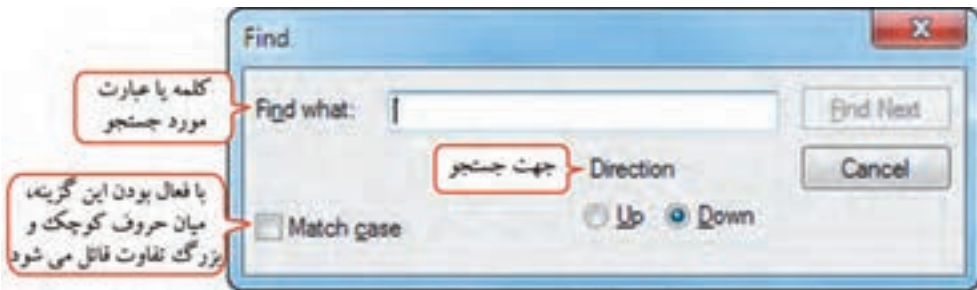 Find
کلمه یا عبارت
مورد جستجو
Find what:
Find Next
جهت جستجو
Direction
Cancel
با فعال بودن این گزینه،
میان حروف کوچک و
بزرگ تفاوت قائل می شود
Match case
Up
Down